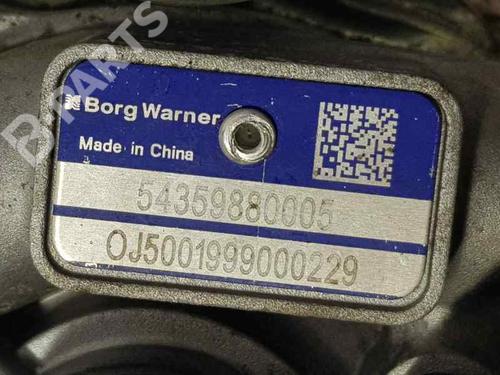 B-PARTS
Borg Warner
Made in China
54359880005
OJ5001999000229